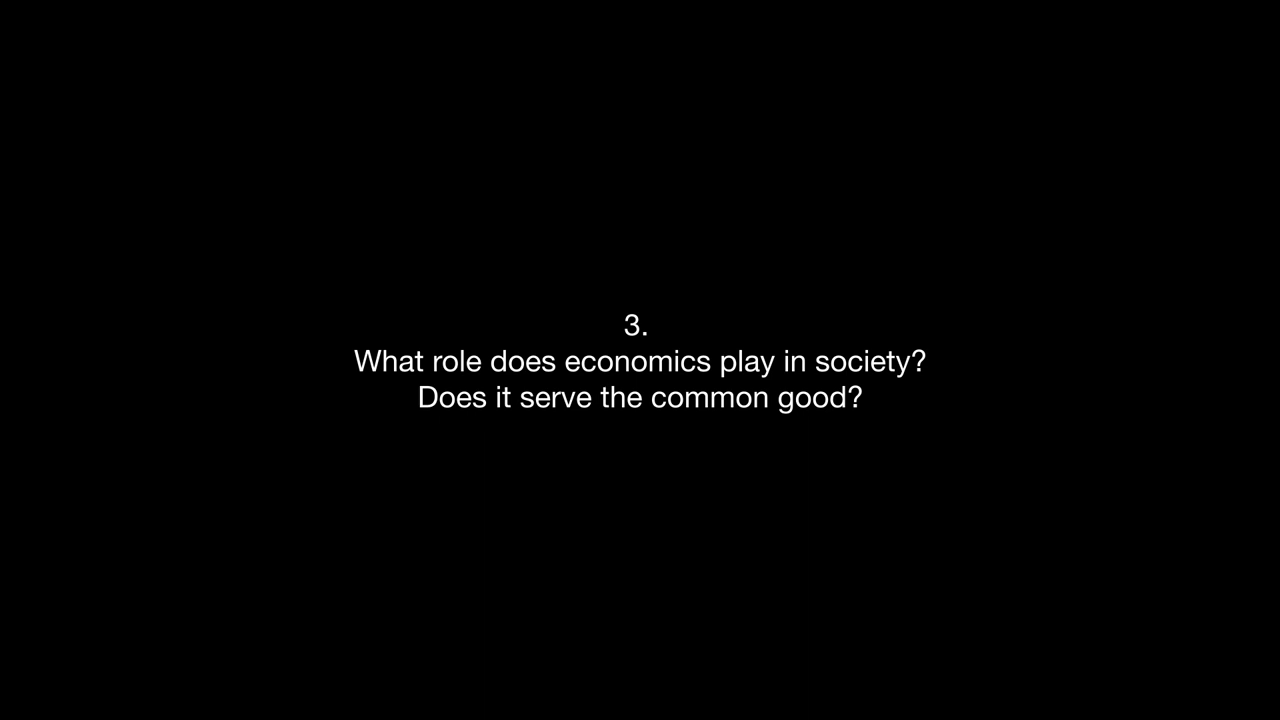 3.
What role does economics play in society?
Does it serve the common good?